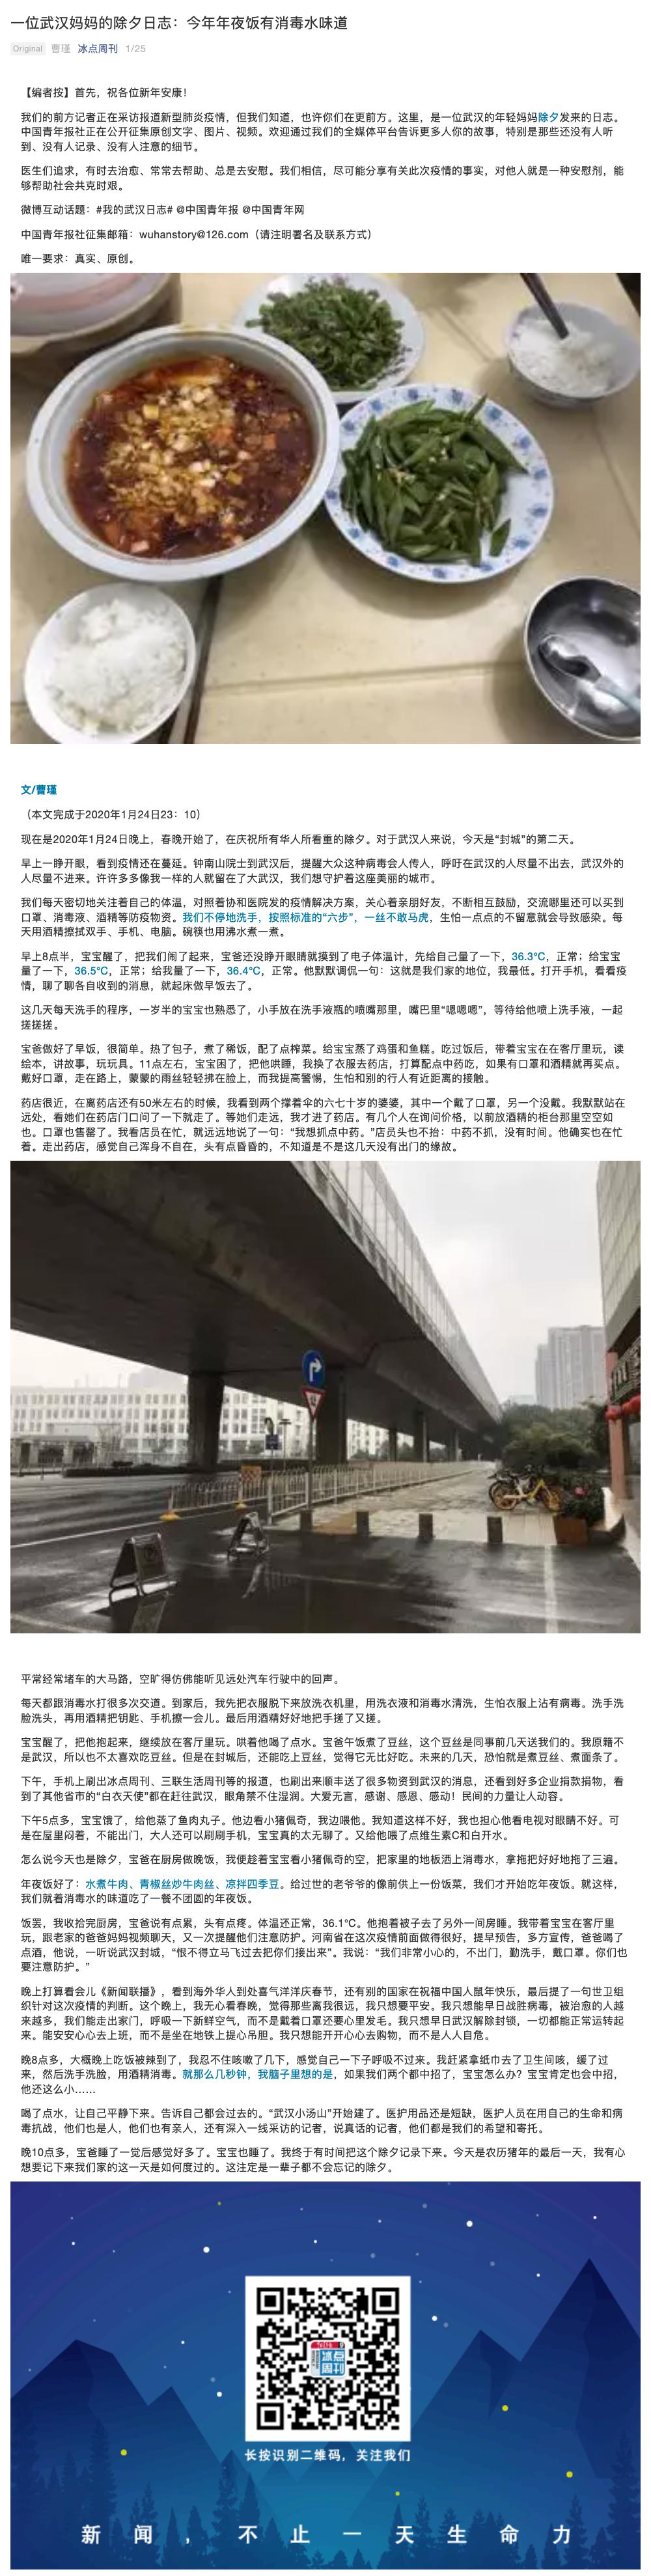 一位武汉妈妈的除夕日志：今年年夜饭有消毒水味道
Original 曹瑾 冰点周刊 1/25
【编者按】首先，祝各位新年安康！
我们的前方记者正在采访报道新型肺炎疫情，但我们知道，也许你们在更前方。这里，是一位武汉的年轻妈妈除夕发来的日志。
中国青年报社正在公开征集原创文字、图片、视频。欢迎通过我们的全媒体平台告诉更多人你的故事，特别是那些还没有人听
到、没有人记录、没有人注意的细节。
医生们追求，有时去治愈、常常去帮助、总是去安慰。我们相信，尽可能分享有关此次疫情的事实，对他人就是一种安慰剂，能
够帮助社会共克时艰。
微博互动话题：#我的武汉日志# @中国青年报 @中国青年网
中国青年报社征集邮箱：wuhanstory@126.com（请注明署名及联系方式）
唯一要求：真实、原创。
文/曹瑾
（本文完成于2020年1月24日23：10）
现在是2020年1月24日晚上，春晚开始了，在庆祝所有华人所看重的除夕。对于武汉人来说，今天是“封城”的第二天。
早上一睁开眼，看到疫情还在蔓延。钟南山院士到武汉后，提醒大众这种病毒会人传人，呼吁在武汉的人尽量不出去，武汉外的
人尽量不进来。许许多多像我一样的人就留在了大武汉，我们想守护着这座美丽的城市。
我们每天密切地关注着自己的体温，对照着协和医院发的疫情解决方案，关心着亲朋好友，不断相互鼓励，交流哪里还可以买到
口罩、消毒液、酒精等防疫物资。我们不停地洗手，按照标准的“六步”，一丝不敢马虎，生怕一点点的不留意就会导致感染。每
天用酒精擦拭双手、手机、电脑。碗筷也用沸水煮一煮。
早上8点半，宝宝醒了，把我们闹了起来，宝爸还没睁开眼睛就摸到了电子体温计，先给自己量了一下，36.3℃，正常；给宝宝
量了一下，36.5℃，正常；给我量了一下，36.4℃，正常。他默默调侃一句：这就是我们家的地位，我最低。打开手机，看看疫
情，聊了聊各自收到的消息，就起床做早饭去了。
这几天每天洗手的程序，一岁半的宝宝也熟悉了，小手放在洗手液瓶的喷嘴那里，嘴巴里“嗯嗯嗯”，等待给他喷上洗手液，一起
搓搓搓。
宝爸做好了早饭，很简单。热了包子，煮了稀饭，配了点榨菜。给宝宝蒸了鸡蛋和鱼糕。吃过饭后，带着宝宝在在客厅里玩，读
绘本，讲故事，玩玩具。11点左右，宝宝困了，把他哄睡，我换了衣服去药店，打算配点中药吃，如果有口罩和酒精就再买点。
戴好口罩，走在路上，蒙蒙的雨丝轻轻拂在脸上，而我提高警惕，生怕和别的行人有近距离的接触。
药店很近，在离药店还有50米左右的时候，我看到两个撑着伞的六七十岁的婆婆，其中一个戴了口罩，另一个没戴。我默默站在
远处，看她们在药店门口问了一下就走了。等她们走远，我才进了药店。有几个人在询问价格，以前放酒精的柜台那里空空如
也。口罩也售罄了。我看店员在忙，就远远地说了一句：“我想抓点中药。”店员头也不抬：中药不抓，没有时间。他确实也在忙
着。走出药店，感觉自己浑身不自在，头有点昏昏的，不知道是不是这几天没有出门的缘故。
平常经常堵车的大马路，空旷得仿佛能听见远处汽车行驶中的回声。
每天都跟消毒水打很多次交道。到家后，我先把衣服脱下来放洗衣机里，用洗衣液和消毒水清洗，生怕衣服上沾有病毒。洗手洗
脸洗头，再用酒精把钥匙、手机擦一会儿。最后用酒精好好地把手搓了又搓。
宝宝醒了，把他抱起来，继续放在客厅里玩。哄着他喝了点水。宝爸午饭煮了豆丝，这个豆丝是同事前几天送我们的。我原籍不
是武汉，所以也不太喜欢吃豆丝。但是在封城后，还能吃上豆丝，觉得它无比好吃。未来的几天，恐怕就是煮豆丝、煮面条了。
下午，手机上刷出冰点周刊、三联生活周刊等的报道，也刷出来顺丰送了很多物资到武汉的消息，还看到好多企业捐款捐物，看
到了其他省市的“白衣天使”都在赶往武汉，眼角禁不住湿润。大爱无言，感谢、感恩、感动！民间的力量让人动容。
下午5点多，宝宝饿了，给他蒸了鱼肉丸子。他边看小猪佩奇，我边喂他。我知道这样不好，我也担心他看电视对眼睛不好。可
是在屋里闷着，不能出门，大人还可以刷刷手机，宝宝真的太无聊了。又给他喂了点维生素C和白开水。
怎么说今天也是除夕，宝爸在厨房做晚饭，我便趁着宝宝看小猪佩奇的空，把家里的地板洒上消毒水，拿拖把好好地拖了三遍。
年夜饭好了：水煮牛肉、青椒丝炒牛肉丝、凉拌四季豆。给过世的老爷爷的像前供上一份饭菜，我们才开始吃年夜饭。就这样，
我们就着消毒水的味道吃了一餐不团圆的年夜饭。
饭罢，我收拾完厨房，宝爸说有点累，头有点疼。体温还正常，36.1℃。他抱着被子去了另外一间房睡。我带着宝宝在客厅里
玩，跟老家的爸爸妈妈视频聊天，又一次提醒他们注意防护。河南省在这次疫情前面做得很好，提早预告，多方宣传，爸爸喝了
点酒，他说，一听说武汉封城，“恨不得立马飞过去把你们接出来”。我说：“我们非常小心的，不出门，勤洗手，戴口罩。你们也
要注意防护。”
晚上打算看会儿《新闻联播》，看到海外华人到处喜气洋洋庆春节，还有别的国家在祝福中国人鼠年快乐，最后提了一句世卫组
织针对这次疫情的判断。这个晚上，我无心看春晚，觉得那些离我很远，我只想要平安。我只想能早日战胜病毒，被治愈的人越
来越多，我们能走出家门，呼吸一下新鲜空气，而不是戴着口罩还要心里发毛。我只想早日武汉解除封锁，一切都能正常运转起
来。能安安心心去上班，而不是坐在地铁上提心吊胆。我只想能开开心心去购物，而不是人人自危。
晚8点多，大概晚上吃饭被辣到了，我忍不住咳嗽了几下，感觉自己一下子呼吸不过来。我赶紧拿纸巾去了卫生间咳，缓了过
来，然后洗手洗脸，用酒精消毒。就那么几秒钟，我脑子里想的是，如果我们两个都中招了，宝宝怎么办？宝宝肯定也会中招，
他还这么小……
喝了点水，让自己平静下来。告诉自己都会过去的。“武汉小汤山”开始建了。医护用品还是短缺，医护人员在用自己的生命和病
毒抗战，他们也是人，他们也有亲人，还有深入一线采访的记者，说真话的记者，他们都是我们的希望和寄托。
晚10点多，宝爸睡了一觉后感觉好多了。宝宝也睡了。我终于有时间把这个除夕记录下来。今天是农历猪年的最后一天，我有心
想要记下来我们家的这一天是如何度过的。这注定是一辈子都不会忘记的除夕。
冰点
周刊
长按识别二维码，关注我们
新闻，不止一天生命力